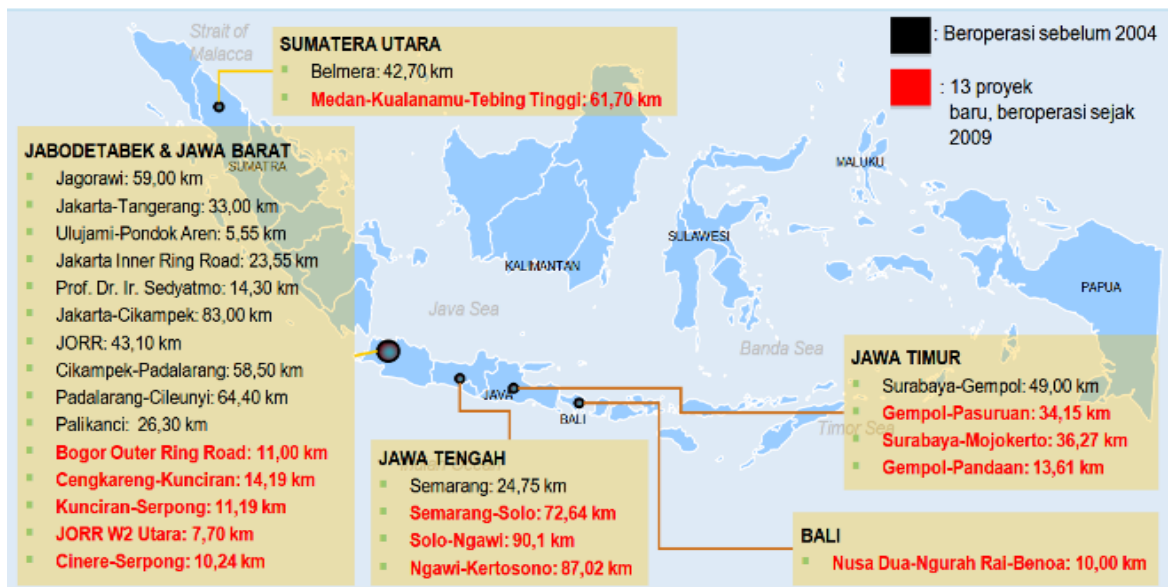 Strait of
Malacca
SUMATERA UTARA
Belmera: 42,70 km
Medan-Kualanamu-Tebing Tinggi: 61,70 km
: Beroperasi sebelum 2004
: 13 proyek
baru, beroperasi sejak
2009
JABODETABEK & JAWA BARAT
SUMATRA
Jagorawi: 59,00 km
Jakarta-Tangerang: 33,00 km
Ulujami-Pondok Aren: 5,55 km
Jakarta Inner Ring Road: 23,55 km
Prof. Dr. Ir. Sedyatmo: 14,30 km
Jakarta-Cikampek: 83,00 km
JORR: 43,10 km
Cikampek-Padalarang: 58,50 km
Padalarang-Cileunyi: 64,40 km
Palikanci: 26,30 km
Bogor Outer Ring Road: 11,00 km
Cengkareng-Kunciran: 14,19 km
Kunciran-Serpong: 11,19 km
JORR W2 Utara: 7,70 km
Cinere-Serpong: 10,24 km
MALUKU
SULAWESI
KALIMANTAN
PAPUA
Java Sea
Banda Sea
JAVA
BALI
JAWA TIMUR
Surabaya-Gempol: 49,00 km
Gempol-Pasuruan: 34,15 km
Surabaya-Mojokerto: 36,27 km
Gempol-Pandaan: 13,61 km
Timor Sea
JAWA TENGAH
Indian Ocean
Semarang: 24,75 km
Semarang-Solo: 72,64 km
Solo-Ngawi: 90,1 km
Ngawi-Kertosono: 87,02 km
BALI
Nusa Dua-Ngurah Rai-Benoa: 10,00 km